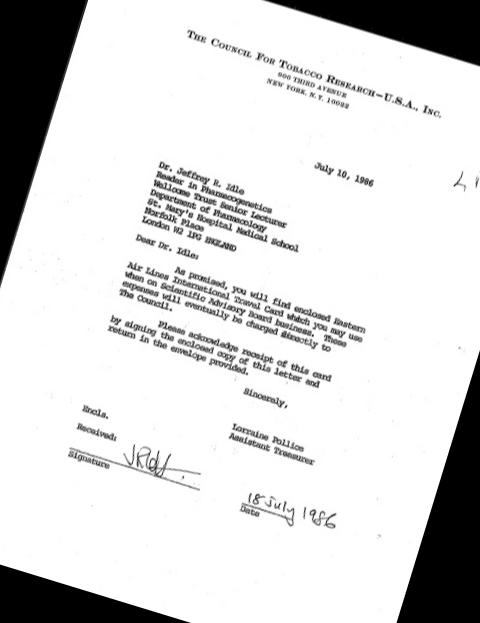 THE COUNCIL FOR TOBACCO RESEARCH—U.S.A., INC.
900 THIRD AVENUE
NEW YORK, N.Y. 10022
July 10, 1986
Dr. Jeffrey R. Idle
Reader in Pharmacogenetics
Wellcome Trust Senior Lecturer
Department of Pharmacology
St. Mary's Hospital Medical School
Norfolk Place
London W2 1PG ENGLAND
Dear Dr. Idle:
As promised, you will find enclosed Eastern
Air Lines International Travel Card which you may use
when on Scientific Advisory Board business. These
expenses will eventually be charged directly to
The Council.
Please acknowledge receipt of this card
by signing the enclosed copy of this letter and
return in the envelope provided.
Sincerely,
Lorraine Pollice
Assistant Treasurer
Encls.
Received:
Signature
18 July 1986
Date